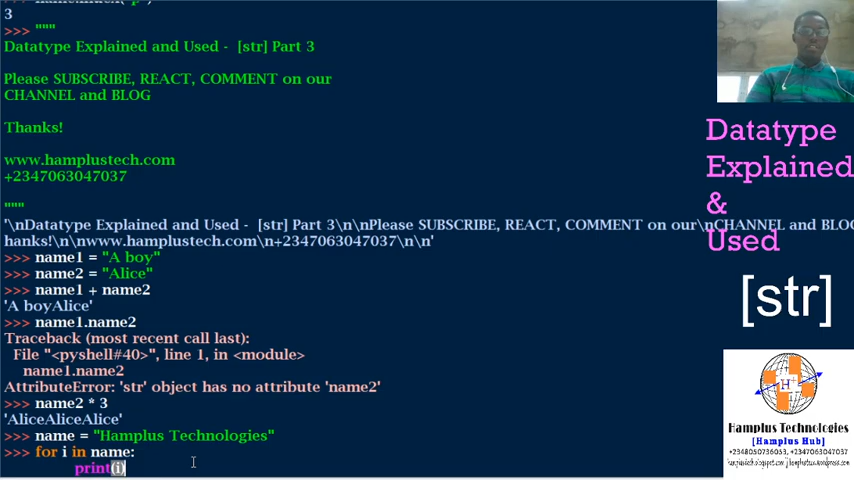 3
>>> """
Datatype Explained and Used -  [str] Part 3
Please SUBSCRIBE, REACT, COMMENT on our
CHANNEL and BLOG
Thanks!
www.hamplustech.com
+2347063047037
"""
'\nDatatype Explained and Used -  [str] Part 3\n\nPlease SUBSCRIBE, REACT, COMMENT on our\nCHANNEL and BLOG
hanks!\n\nwww.hamplustech.com\n+2347063047037\n\n'
>>> name1 = "A boy"
>>> name2 = "Alice"
>>> name1 + name2
'A boyAlice'
>>> name1.name2
Traceback (most recent call last):
File "<pyshell#40>", line 1, in <module>
name1.name2
AttributeError: 'str' object has no attribute 'name2'
>>> name2 * 3
'AliceAliceAlice'
>>> name = "Hamplus Technologies"
>>> for i in name:
print(i)
Datatype
Explained
&
Used
[str]
H
Hamplus Technologies
[Hamplus Hub]
+2348050736053, +2347063047037